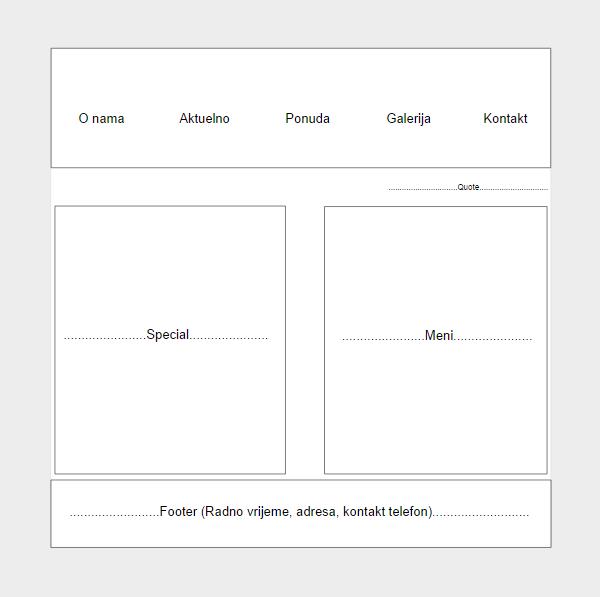 O nama Aktuelno Ponuda Galerija Kontakt
..................................Quote..................................
.......................Special......................
.......................Meni......................
.........................Footer (Radno vrijeme, adresa, kontakt telefon)...........................